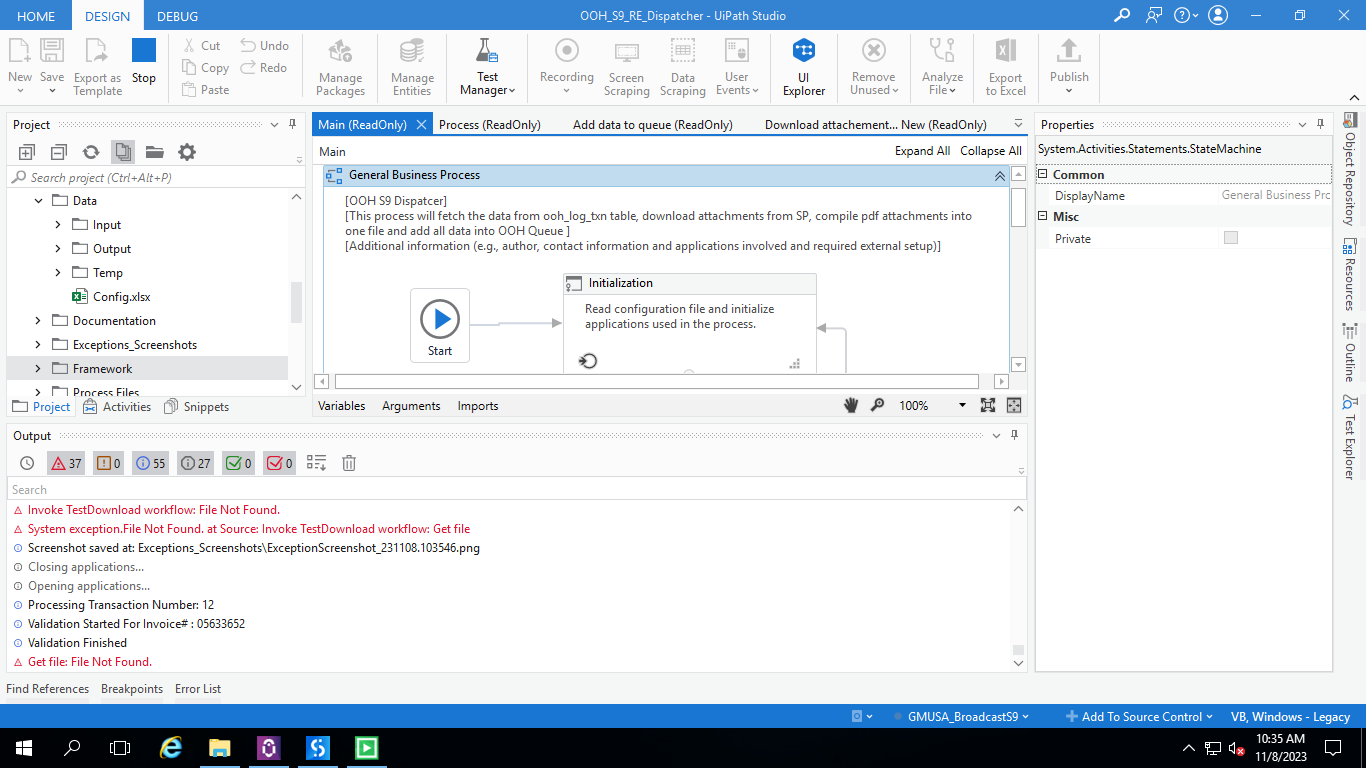 HOME DESIGN DEBUG OOH_S9_RE_Dispatcher - UiPath Studio
Cut Undo
Copy Redo
Paste
New Save Export as Template Stop Manage Packages Manage Entities Test Manager Recording Screen Scraping Data Scraping User Events UI Explorer Remove Unused Analyze File Export to Excel Publish
Project
Search project (Ctrl+Alt+P)
Data
Input
Output
Temp
Config.xlsx
Documentation
Exceptions_Screenshots
Framework
Process Files
Project Activities Snippets
Main (ReadOnly) Process (ReadOnly) Add data to queue (ReadOnly) Download attachement... New (ReadOnly)
Main Expand All Collapse All
General Business Process
[OOH S9 Dispatcer]
[This process will fetch the data from ooh_log_txn table, download attachments from SP, compile pdf attachments into
one file and add all data into OOH Queue ]
[Additional information (e.g., author, contact information and applications involved and required external setup)]
Initialization
Read configuration file and initialize
applications used in the process.
Start
Variables Arguments Imports 100%
Properties
System.Activities.Statements.StateMachine
Common
DisplayName General Business Prc
Misc
Private
Object Repository
Resources
Outline
Test Explorer
Output
37 0 55 27 0 0
Search
Invoke TestDownload workflow: File Not Found.
System exception.File Not Found. at Source: Invoke TestDownload workflow: Get file
Screenshot saved at: Exceptions_Screenshots\ExceptionScreenshot_231108.103546.png
Closing applications...
Opening applications...
Processing Transaction Number: 12
Validation Started For Invoice# : 05633652
Validation Finished
Get file: File Not Found.
Find References Breakpoints Error List
GMUSA_BroadcastS9 Add To Source Control VB, Windows - Legacy
10:35 AM
11/8/2023